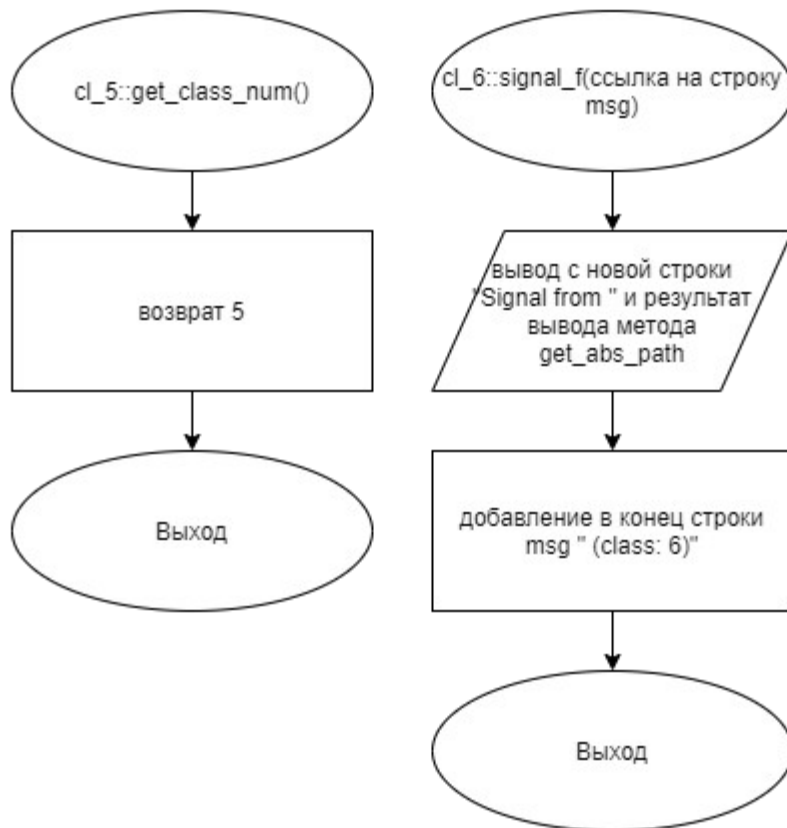 cl_5::get_class_num()
возврат 5
Выход
cl_6::signal_f(ссылка на строку
msg)
вывод с новой строки
"Signal from " и результат
вывода метода
get_abs_path
добавление в конец строки
msg " (class: 6)"
Выход